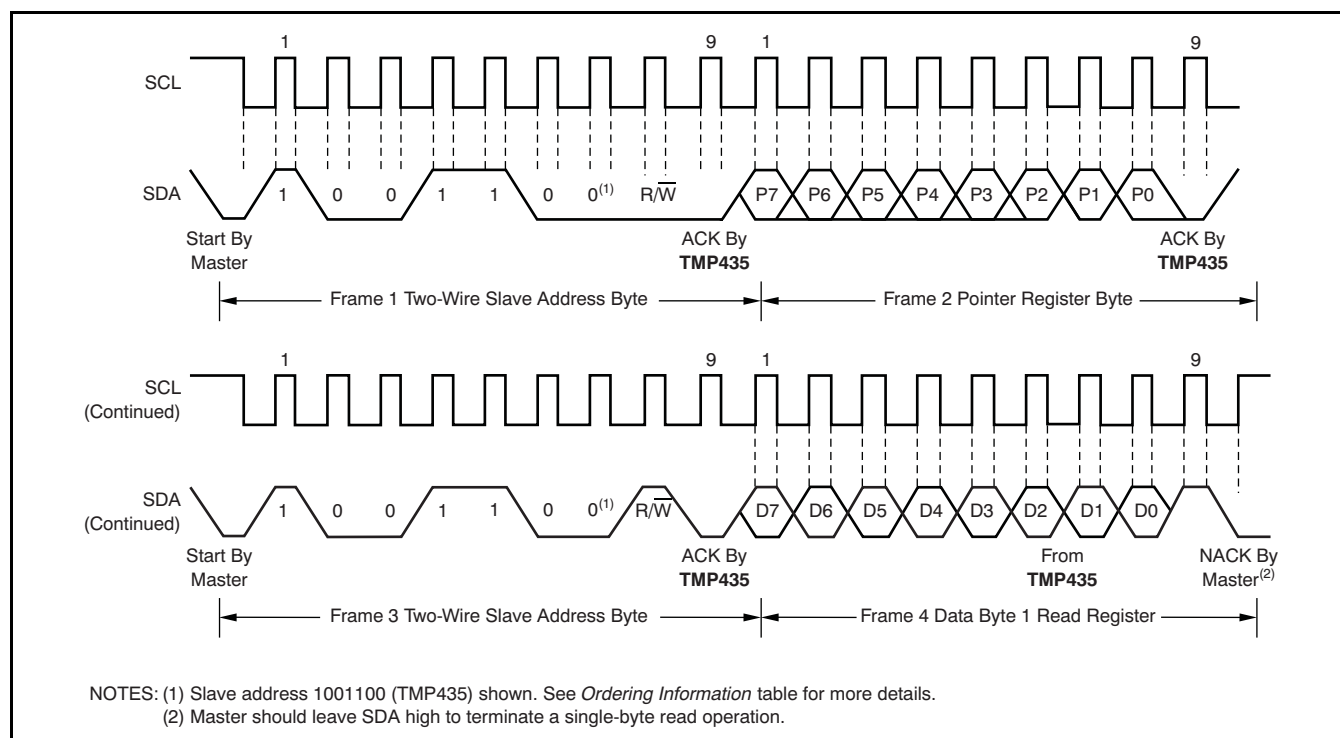 1 9 1 9
SCL
SDA 1 0 0 1 1 0 0(1) R/W̅ P7 P6 P5 P4 P3 P2 P1 P0
Start By ACK By ACK By
Master TMP435 TMP435
Frame 1 Two-Wire Slave Address Byte Frame 2 Pointer Register Byte
1 9 1 9
SCL
(Continued)
SDA
(Continued) 1 0 0 1 1 0 0(1) R/W̅ D7 D6 D5 D4 D3 D2 D1 D0
Start By ACK By From NACK By
Master TMP435 TMP435 Master(2)
Frame 3 Two-Wire Slave Address Byte Frame 4 Data Byte 1 Read Register
NOTES: (1) Slave address 1001100 (TMP435) shown. See Ordering Information table for more details.
(2) Master should leave SDA high to terminate a single-byte read operation.